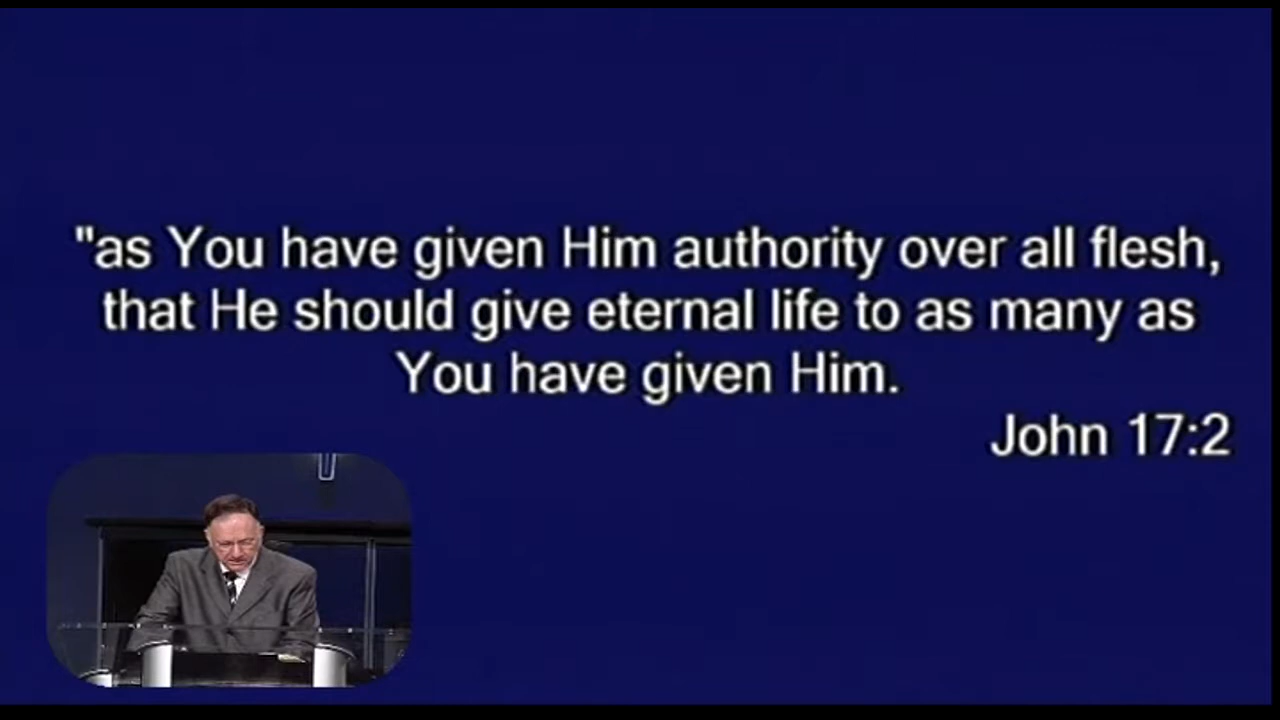 "as You have given Him authority over all flesh,
that He should give eternal life to as many as
You have given Him.
John 17:2